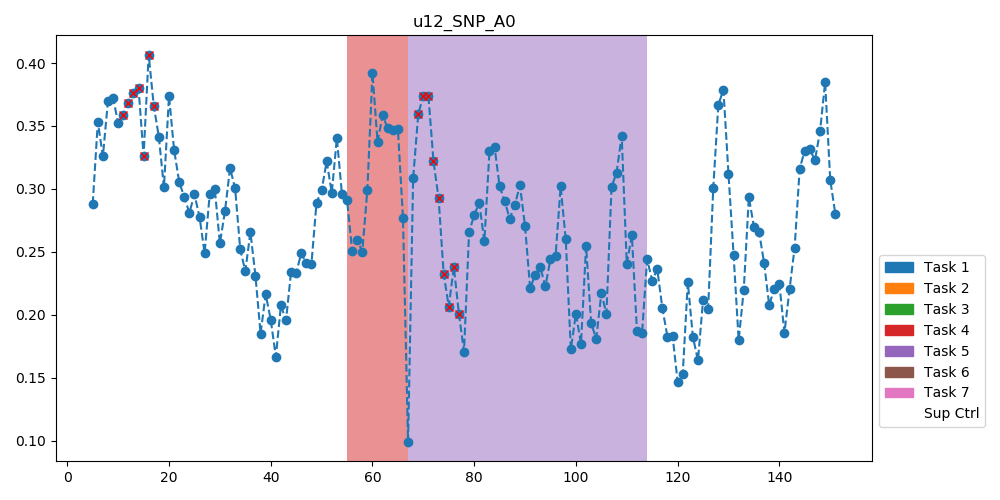 u12_SNP_A0
0.40
0.35
0.30
0.25
0.20
0.15
0.10
0 20 40 60 80 100 120 140
Task 1
Task 2
Task 3
Task 4
Task 5
Task 6
Task 7
Sup Ctrl